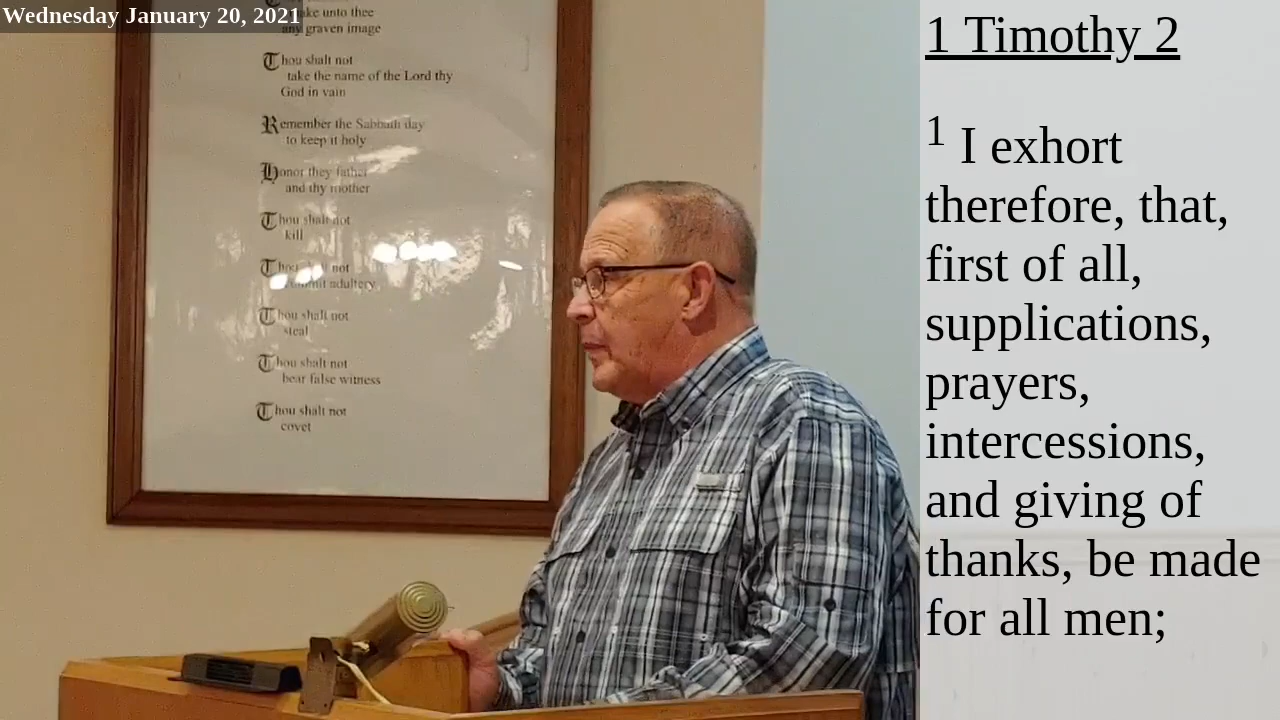 Wednesday January 20, 2021
ake unto thee
any graven image
Thou shalt not
take the name of the Lord thy
God in vain
Remember the Sabbath day
to keep it holy
Honor they father
and thy mother
Thou shalt not
kill
Thou not
adultery
Thou shalt not
steal
Thou shalt not
bear false witness
Thou shalt not
covet
1 Timothy 2
1 I exhort
therefore, that,
first of all,
supplications,
prayers,
intercessions,
and giving of
thanks, be made
for all men;